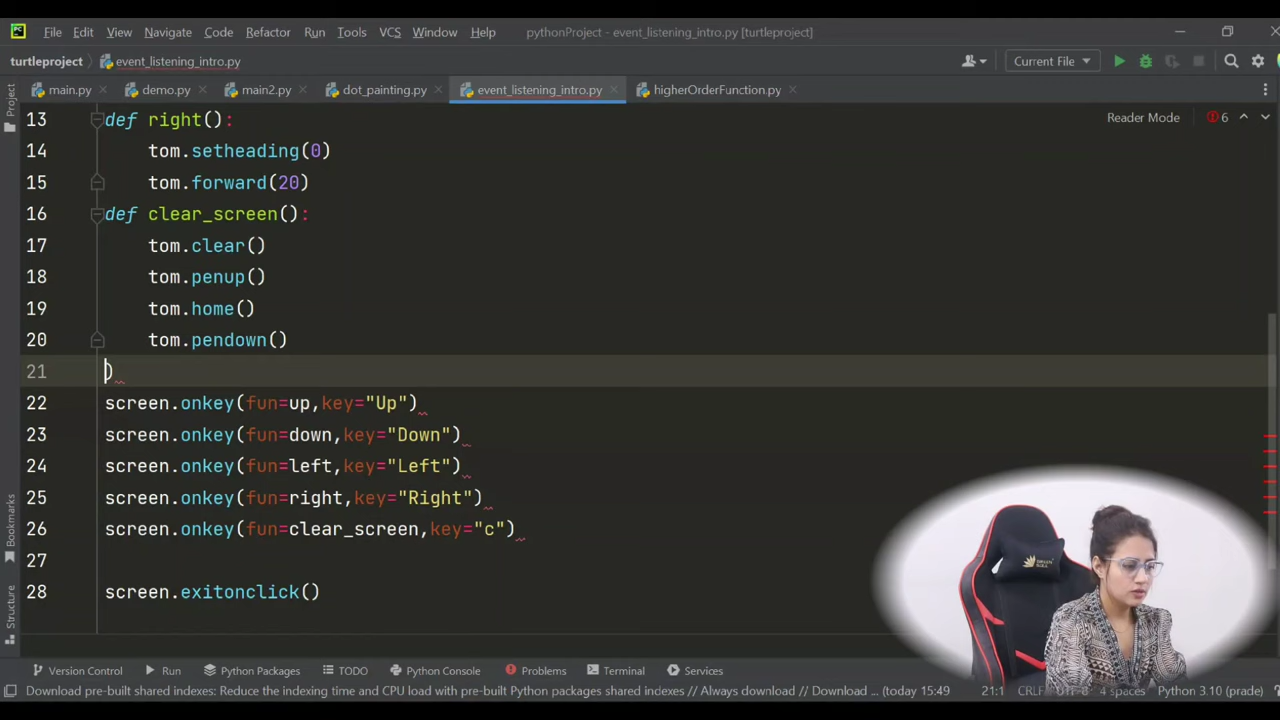 File Edit View Navigate Code Refactor Run Tools VCS Window Help pythonProject - event_listening_intro.py [turtleproject]
turtleproject event_listening_intro.py Current File
Project main.py demo.py main2.py dot_painting.py event_listening_intro.py higherOrderFunction.py
Reader Mode 6
13 def right():
14 tom.setheading(0)
15 tom.forward(20)
16 def clear_screen():
17 tom.clear()
18 tom.penup()
19 tom.home()
20 tom.pendown()
21 )
22 screen.onkey(fun=up,key="Up")
23 screen.onkey(fun=down,key="Down")
24 screen.onkey(fun=left,key="Left")
25 screen.onkey(fun=right,key="Right")
26 screen.onkey(fun=clear_screen,key="c")
27
28 screen.exitonclick()
Bookmarks
Structure
Version Control Run Python Packages TODO Python Console Problems Terminal Services
Download pre-built shared indexes: Reduce the indexing time and CPU load with pre-built Python packages shared indexes // Always download // Download ... (today 15:49 21:1 CRLF UTF-8 4 spaces Python 3.10 (prade)